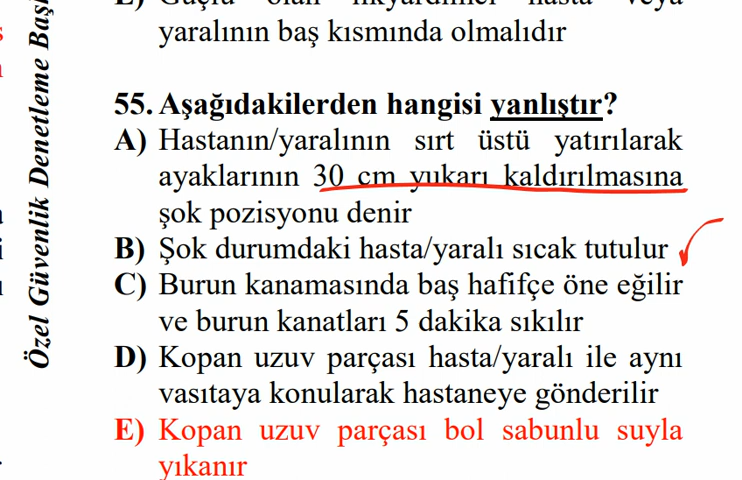 yaralının baş kısmında olmalıdır
Özel Güvenlik Denetleme Başk
55. Aşağıdakilerden hangisi yanlıştır?
A) Hastanın/yaralının sırt üstü yatırılarak
ayaklarının 30 cm yukarı kaldırılmasına
şok pozisyonu denir
B) Şok durumdaki hasta/yaralı sıcak tutulur
C) Burun kanamasında baş hafifçe öne eğilir
ve burun kanatları 5 dakika sıkılır
D) Kopan uzuv parçası hasta/yaralı ile aynı
vasıtaya konularak hastaneye gönderilir
E) Kopan uzuv parçası bol sabunlu suyla
yıkanır